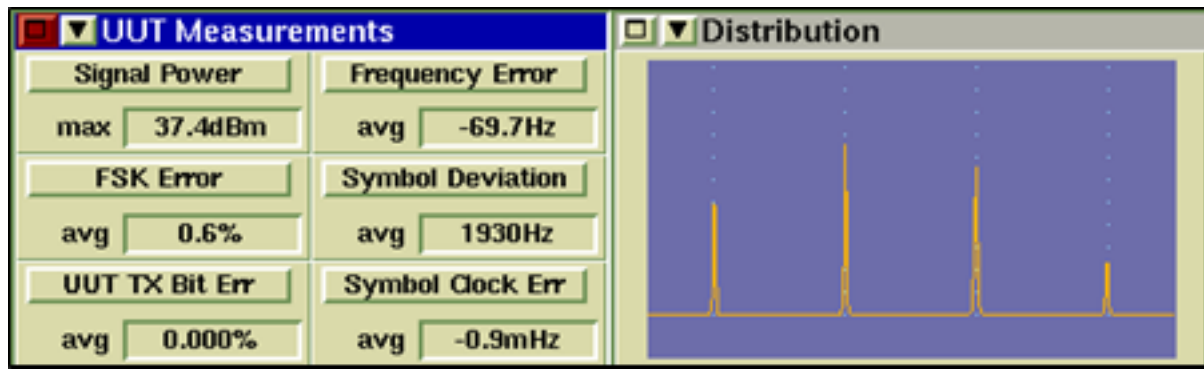 UUT Measurements
Signal Power
Frequency Error
max 37.4dBm
avg -69.7Hz
FSK Error
Symbol Deviation
avg 0.6%
avg 1930Hz
UUT TX Bit Err
Symbol Clock Err
avg 0.000%
avg -0.9mHz
Distribution